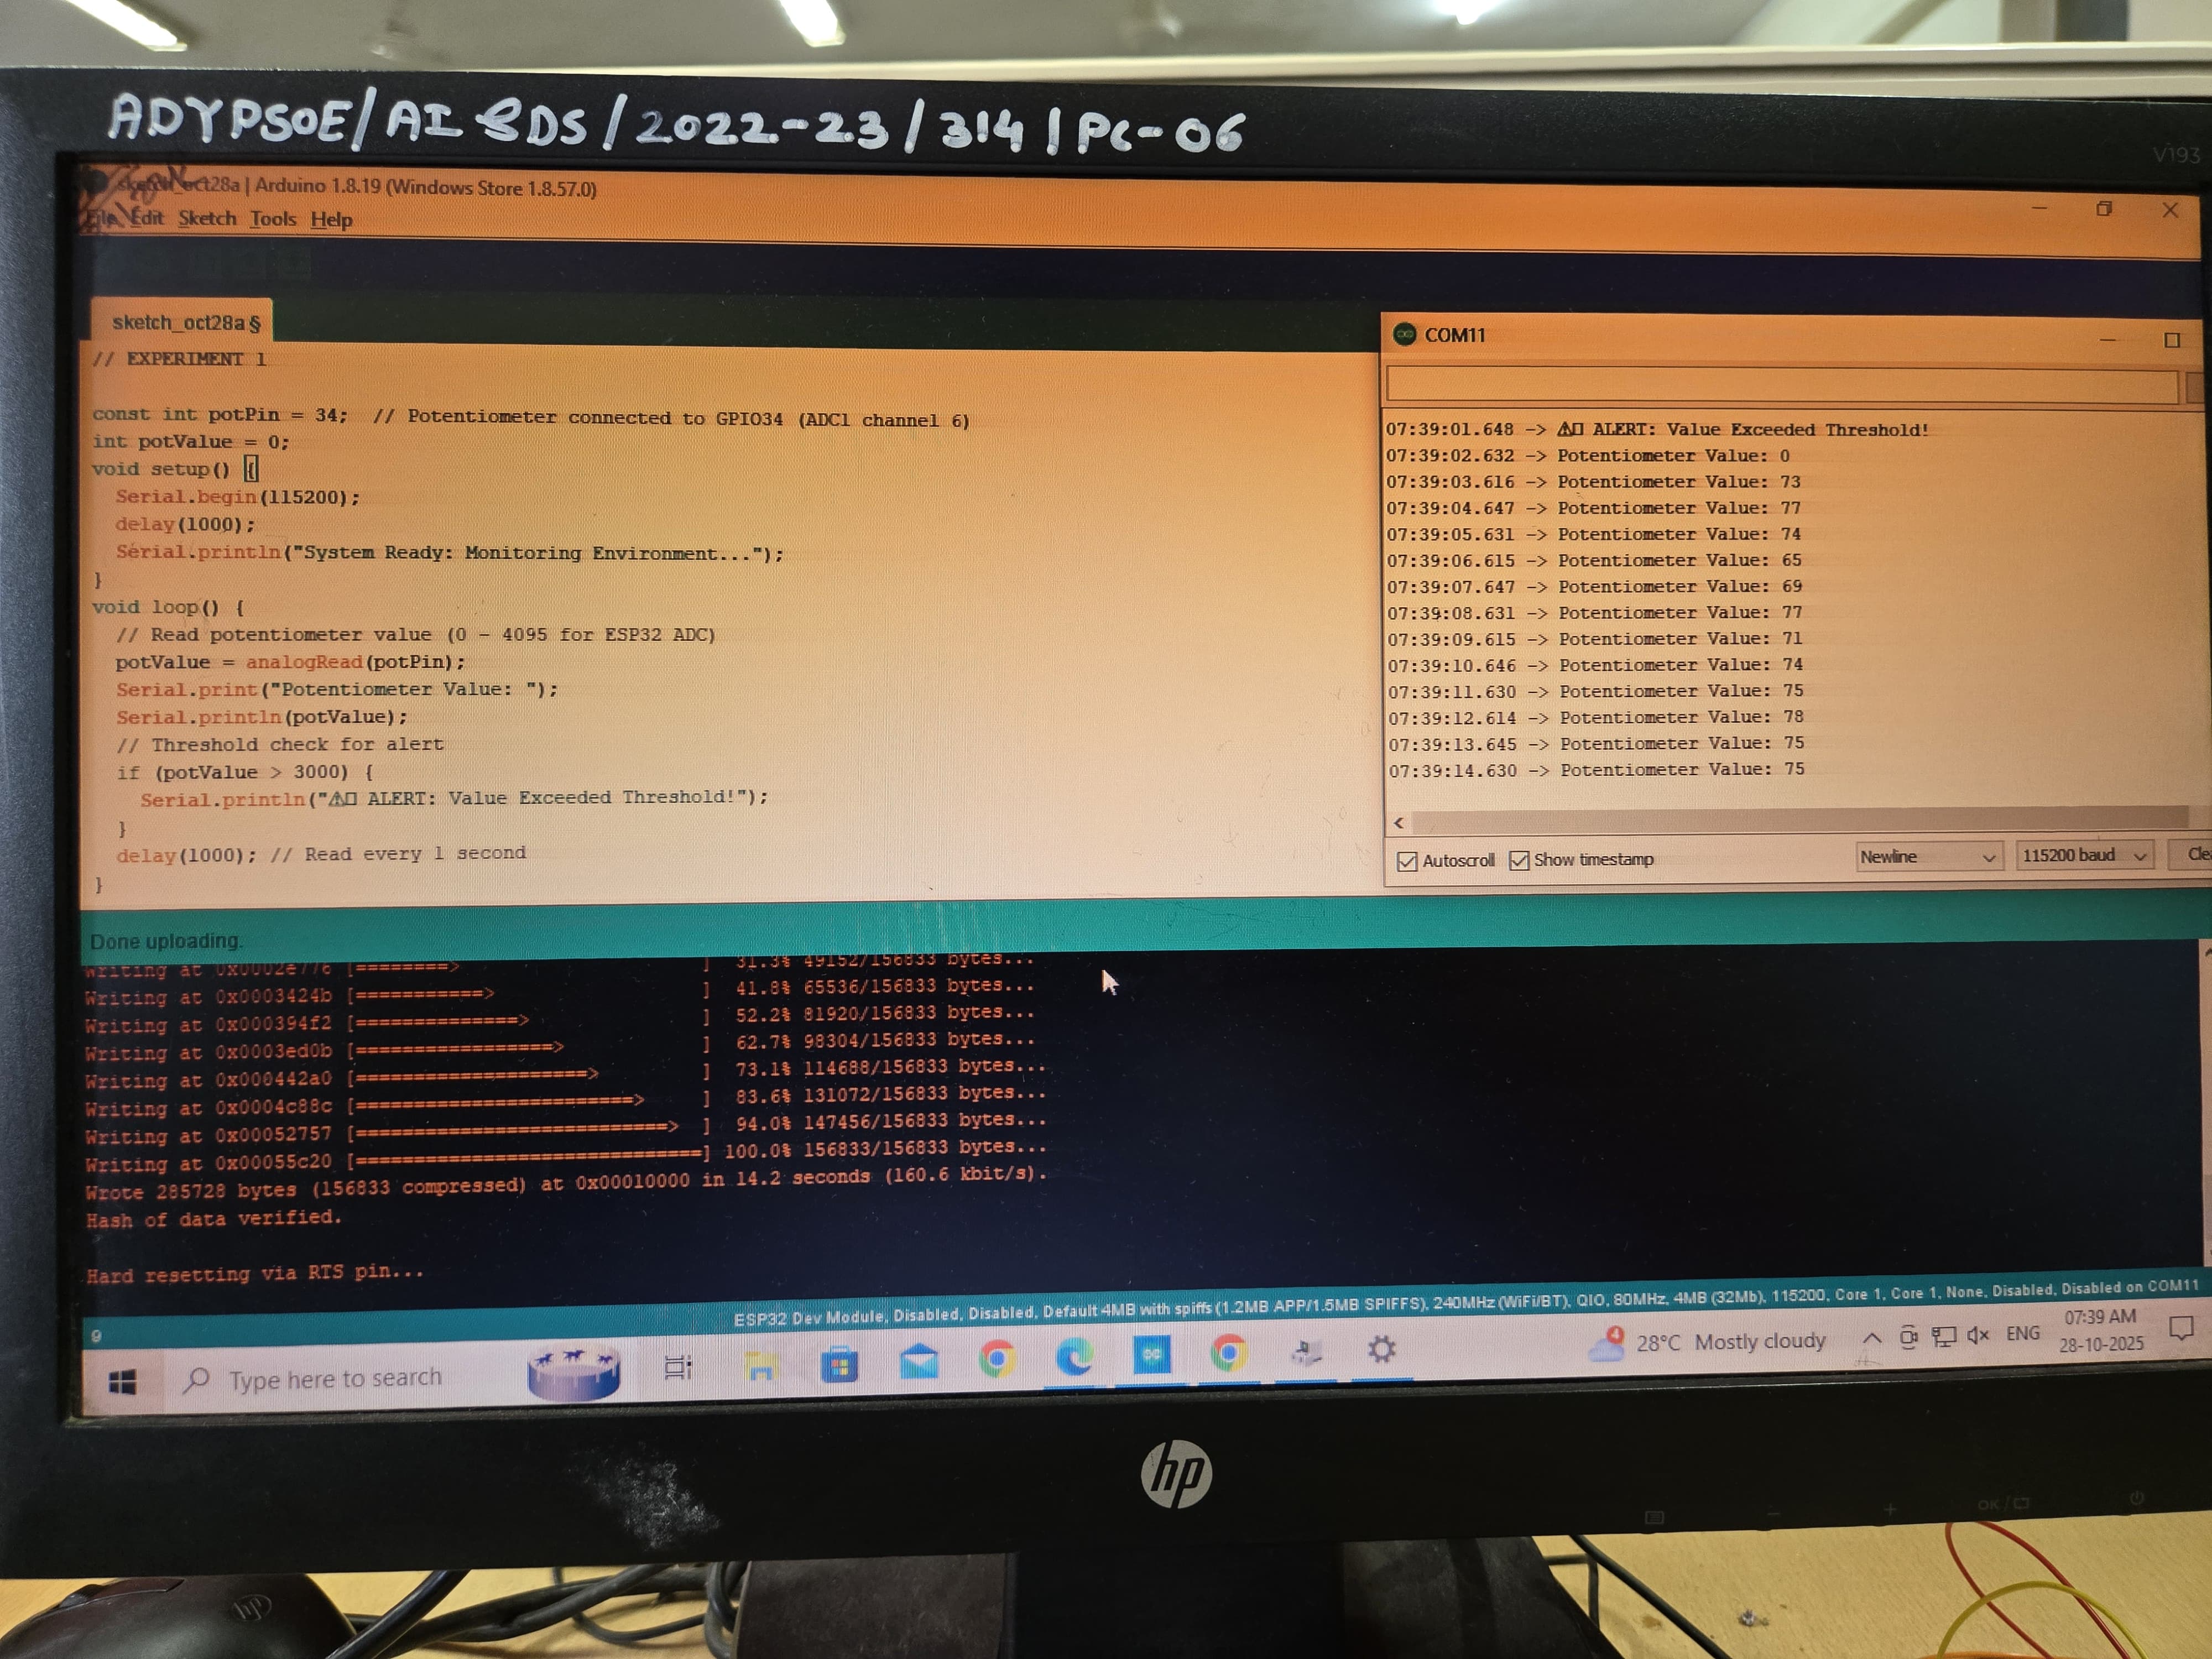 ADYPSOE/AI&DS/2022-23/314/PC-06
V193
sketch_oct28a | Arduino 1.8.19 (Windows Store 1.8.57.0)
File Edit Sketch Tools Help
sketch_oct28a §
// EXPERIMENT 1
const int potPin = 34;  // Potentiometer connected to GPIO34 (ADC1 channel 6)
int potValue = 0;
void setup() {
Serial.begin(115200);
delay(1000);
Serial.println("System Ready: Monitoring Environment...");
}
void loop() {
// Read potentiometer value (0 - 4095 for ESP32 ADC)
potValue = analogRead(potPin);
Serial.print("Potentiometer Value: ");
Serial.println(potValue);
// Threshold check for alert
if (potValue > 3000) {
Serial.println("⚠▯ ALERT: Value Exceeded Threshold!");
}
delay(1000); // Read every 1 second
}
COM11
07:39:01.648 -> ⚠▯ ALERT: Value Exceeded Threshold!
07:39:02.632 -> Potentiometer Value: 0
07:39:03.616 -> Potentiometer Value: 73
07:39:04.647 -> Potentiometer Value: 77
07:39:05.631 -> Potentiometer Value: 74
07:39:06.615 -> Potentiometer Value: 65
07:39:07.647 -> Potentiometer Value: 69
07:39:08.631 -> Potentiometer Value: 77
07:39:09.615 -> Potentiometer Value: 71
07:39:10.646 -> Potentiometer Value: 74
07:39:11.630 -> Potentiometer Value: 75
07:39:12.614 -> Potentiometer Value: 78
07:39:13.645 -> Potentiometer Value: 75
07:39:14.630 -> Potentiometer Value: 75
Autoscroll Show timestamp Newline 115200 baud Cle
Done uploading.
Writing at 0x0002e776 [========>                     ]  31.3% 49152/156833 bytes...
Writing at 0x0003424b [===========>                  ]  41.8% 65536/156833 bytes...
Writing at 0x000394f2 [==============>               ]  52.2% 81920/156833 bytes...
Writing at 0x0003ed0b [=================>            ]  62.7% 98304/156833 bytes...
Writing at 0x000442a0 [====================>         ]  73.1% 114688/156833 bytes...
Writing at 0x0004c88c [========================>     ]  83.6% 131072/156833 bytes...
Writing at 0x00052757 [===========================>  ]  94.0% 147456/156833 bytes...
Writing at 0x00055c20 [==============================] 100.0% 156833/156833 bytes...
Wrote 285728 bytes (156833 compressed) at 0x00010000 in 14.2 seconds (160.6 kbit/s).
Hash of data verified.
Hard resetting via RTS pin...
9
ESP32 Dev Module, Disabled, Disabled, Default 4MB with spiffs (1.2MB APP/1.5MB SPIFFS), 240MHz (WiFi/BT), QIO, 80MHz, 4MB (32Mb), 115200, Core 1, Core 1, None, Disabled, Disabled on COM11
Type here to search
4
28°C Mostly cloudy
ENG
07:39 AM
28-10-2025
hp
OK /
hp